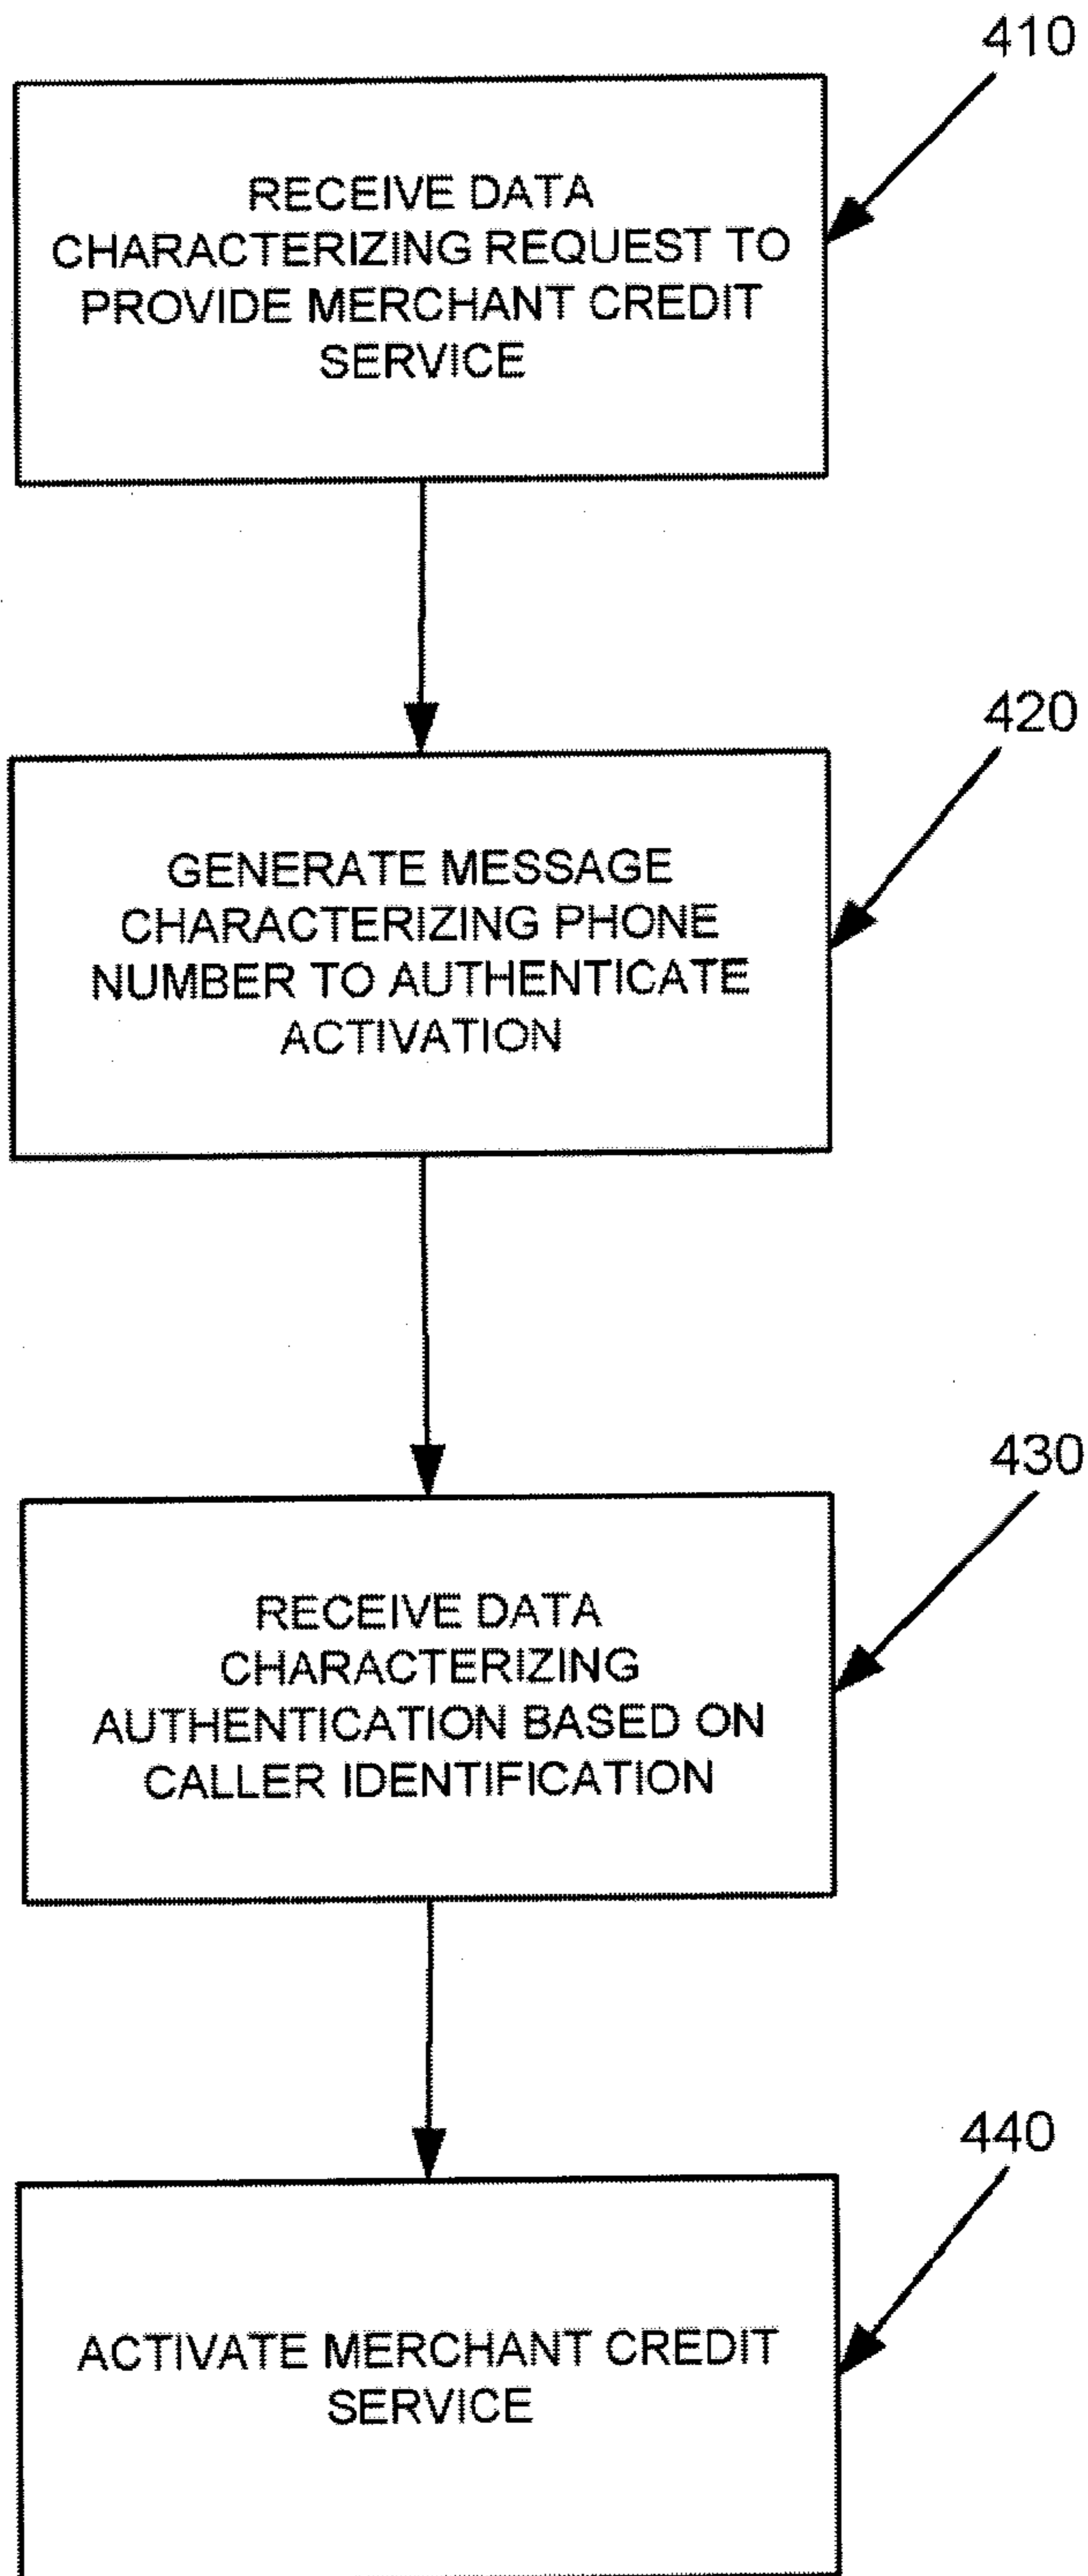 410
RECEIVE DATA
CHARACTERIZING REQUEST TO
PROVIDE MERCHANT CREDIT
SERVICE
420
GENERATE MESSAGE
CHARACTERIZING PHONE
NUMBER TO AUTHENTICATE
ACTIVATION
430
RECEIVE DATA
CHARACTERIZING
AUTHENTICATION BASED ON
CALLER IDENTIFICATION
440
ACTIVATE MERCHANT CREDIT
SERVICE